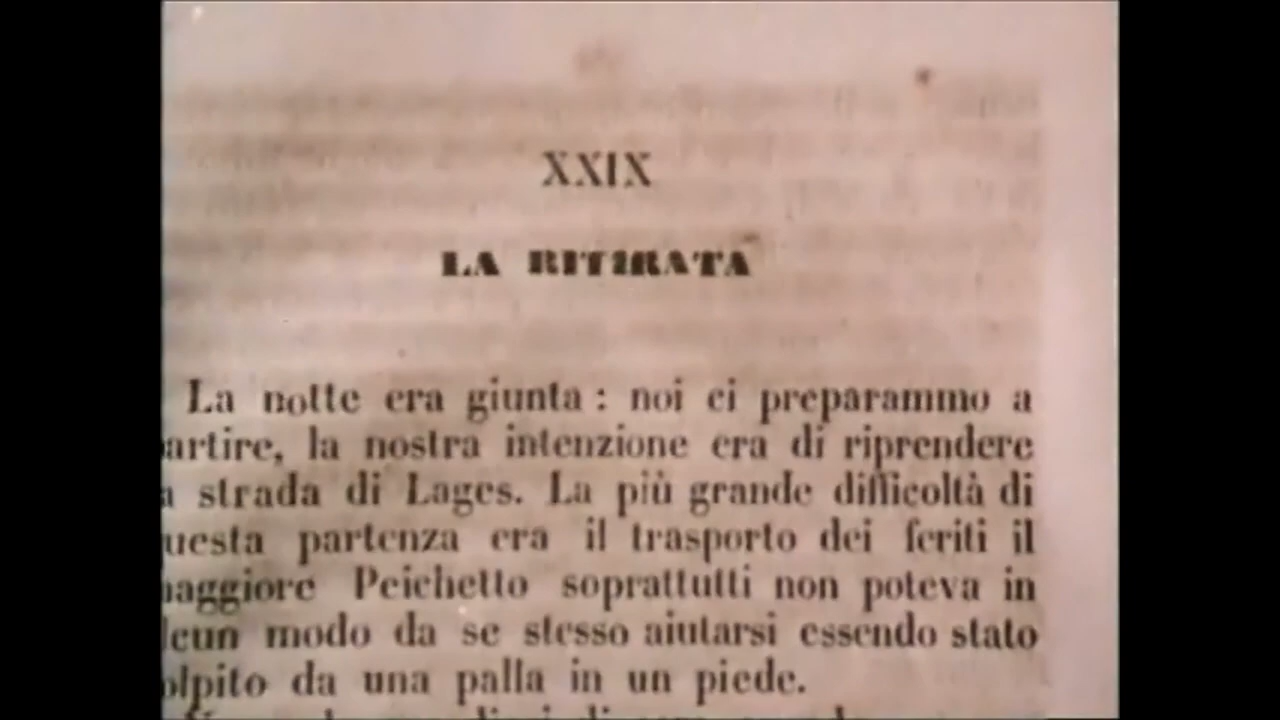 XXIX
LA RITIRATA
La notte era giunta : noi ci preparammo a
artire, la nostra intenzione era di riprendere
a strada di Lages. La più grande difficoltà di
uesta partenza era il trasporto dei feriti il
aggiore Peichetto soprattutti non poteva in
lcun modo da se stesso aiutarsi essendo stato
olpito da una palla in un piede.